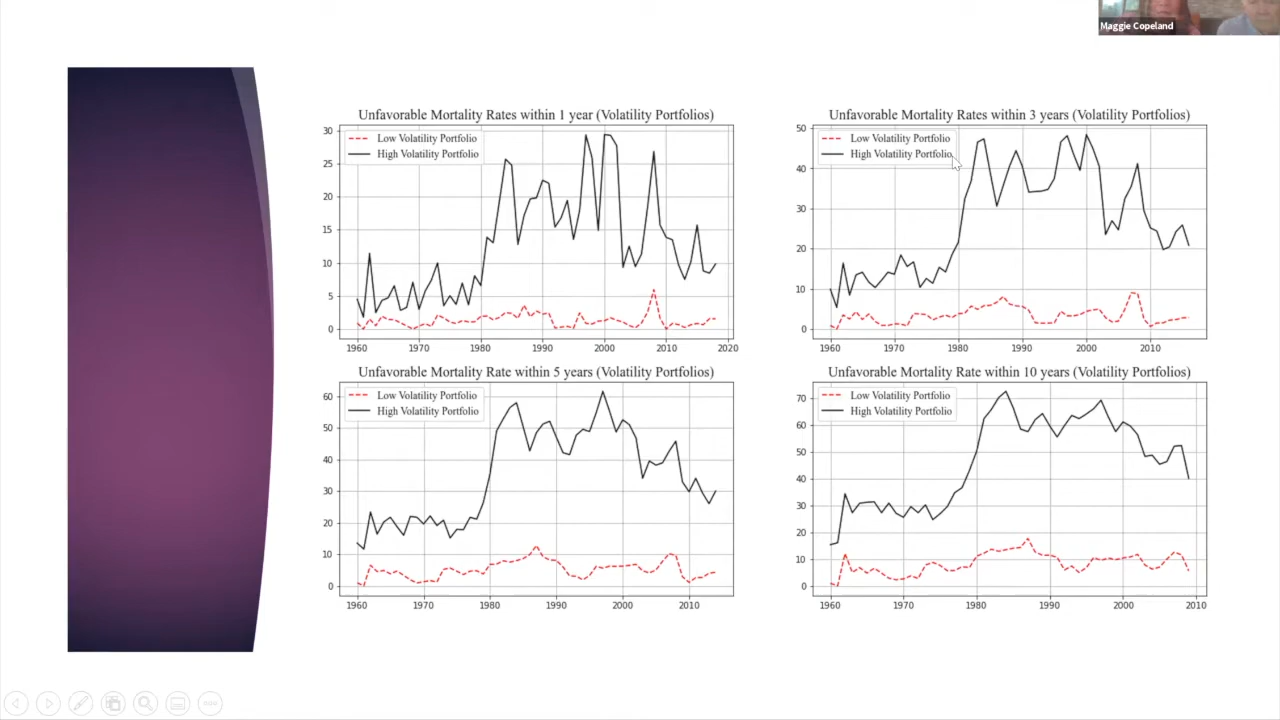 Maggie Copeland
Unfavorable Mortality Rates within 1 year (Volatility Portfolios)
Low Volatility Portfolio
High Volatility Portfolio
30
25
20
15
10
5
0
1960 1970 1980 1990 2000 2010 2020
Unfavorable Mortality Rates within 3 years (Volatility Portfolios)
Low Volatility Portfolio
High Volatility Portfolio
50
40
30
20
10
0
1960 1970 1980 1990 2000 2010
Unfavorable Mortality Rate within 5 years (Volatility Portfolios)
Low Volatility Portfolio
High Volatility Portfolio
60
50
40
30
20
10
0
1960 1970 1980 1990 2000 2010
Unfavorable Mortality Rate within 10 years (Volatility Portfolios)
Low Volatility Portfolio
High Volatility Portfolio
70
60
50
40
30
20
10
0
1960 1970 1980 1990 2000 2010